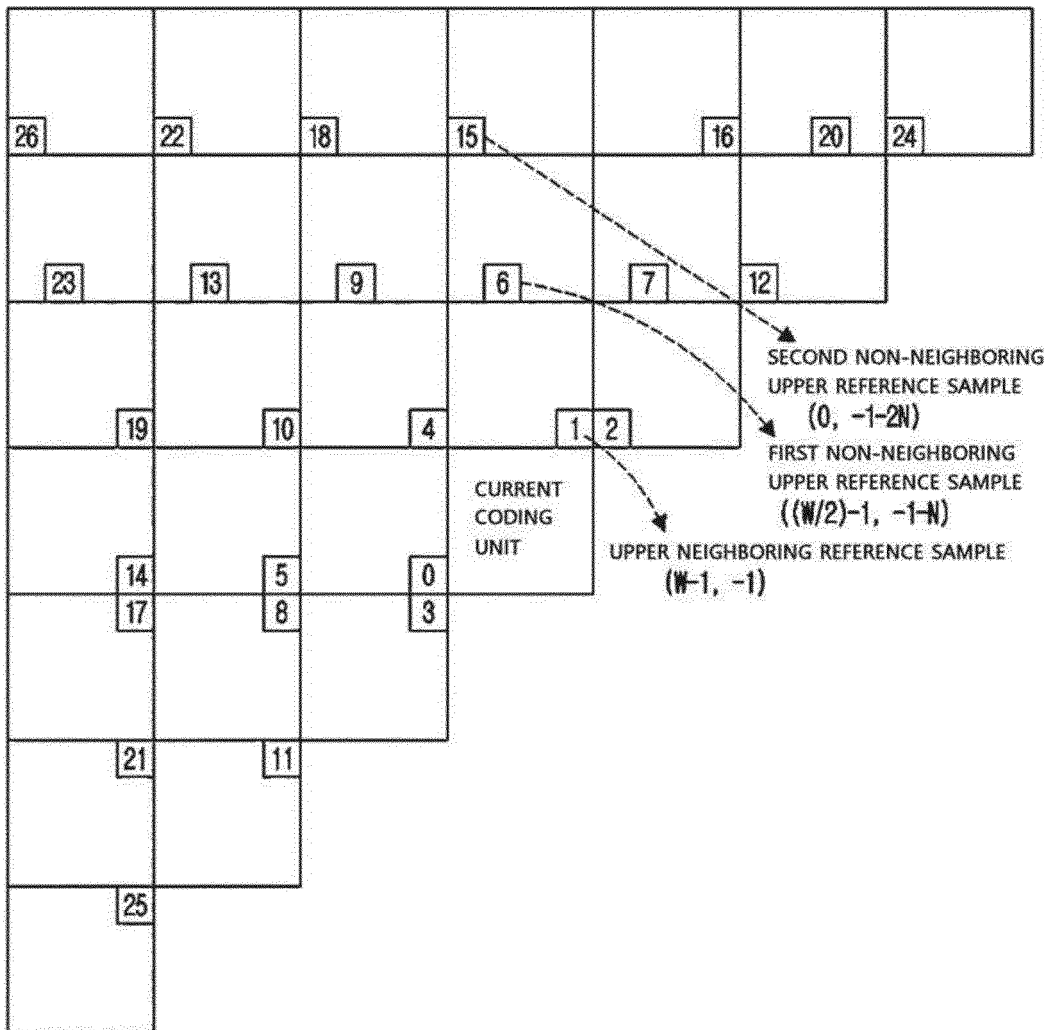 26 22 18 15 16 20 24
23 13 9 6 7 12
SECOND NON-NEIGHBORING
UPPER REFERENCE SAMPLE
(0, -1-2N)
19 10 4 1 2
FIRST NON-NEIGHBORING
UPPER REFERENCE SAMPLE
((W/2)-1, -1-N)
CURRENT
CODING
UNIT
UPPER NEIGHBORING REFERENCE SAMPLE
(W-1, -1)
14 5 0
17 8 3
21 11
25